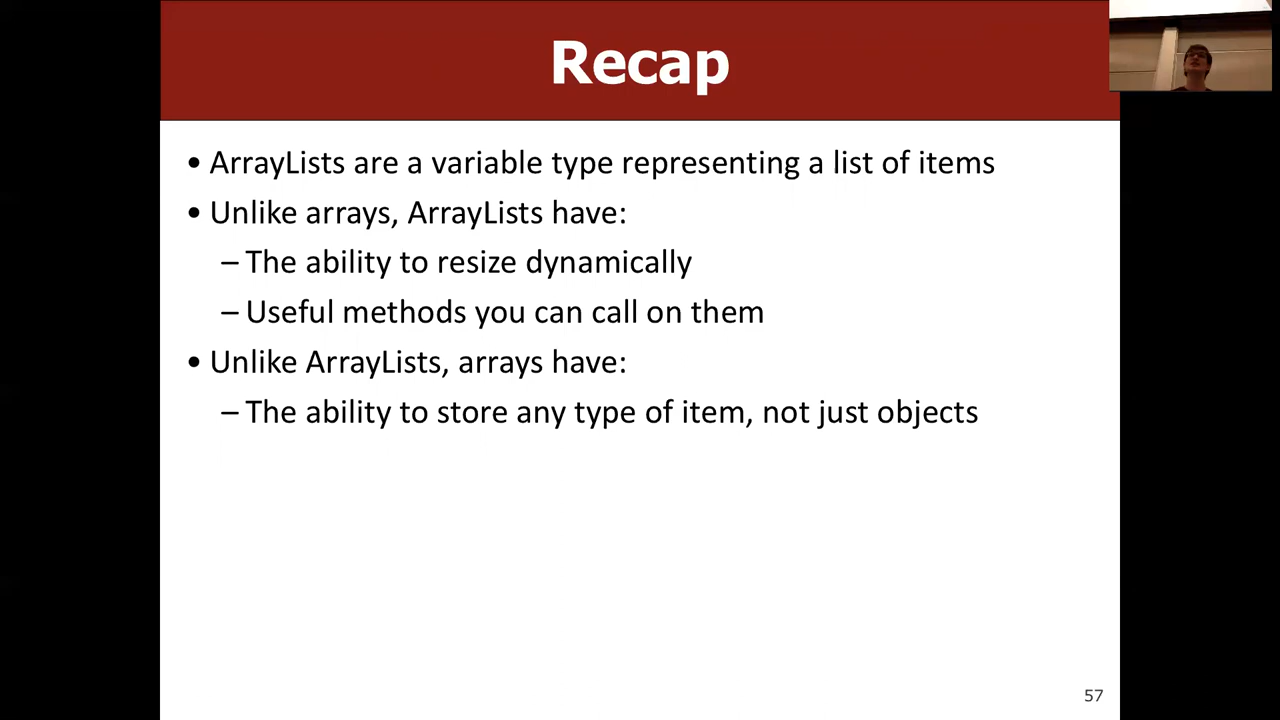 Recap
• ArrayLists are a variable type representing a list of items
• Unlike arrays, ArrayLists have:
– The ability to resize dynamically
– Useful methods you can call on them
• Unlike ArrayLists, arrays have:
– The ability to store any type of item, not just objects
57